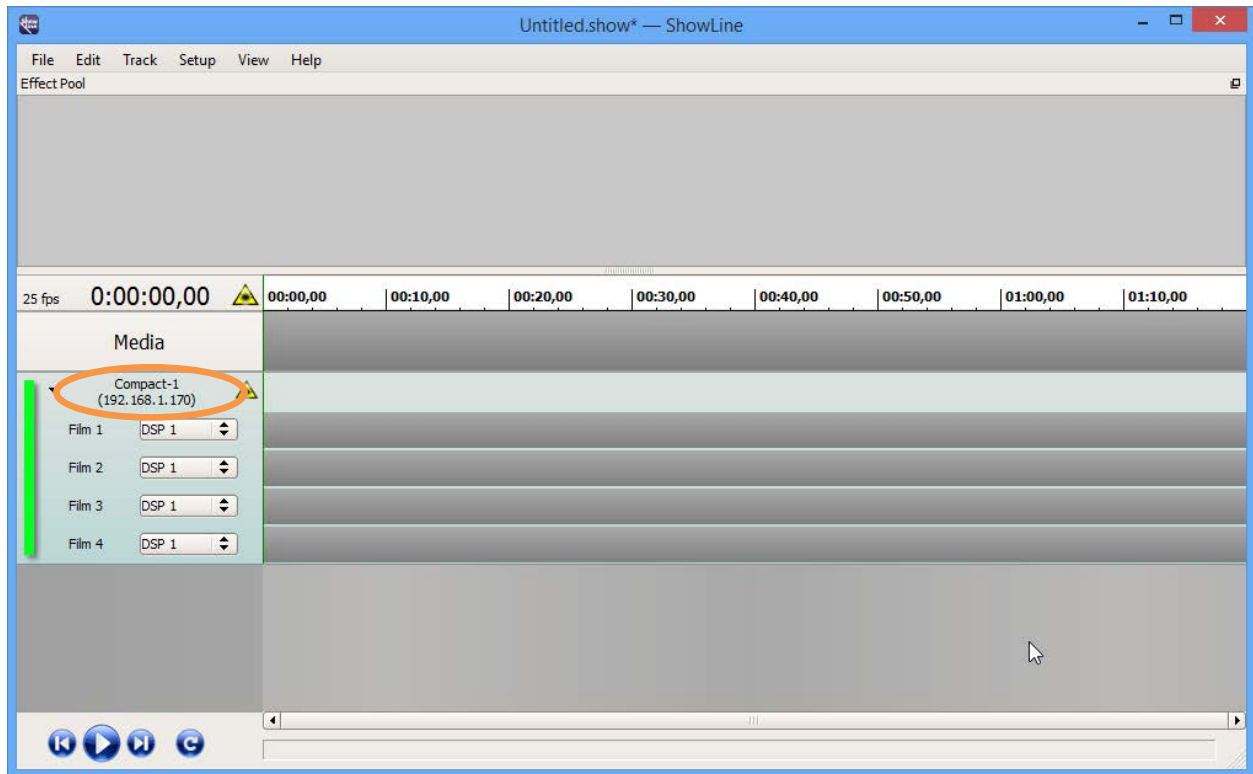 Untitled.show* — ShowLine
File Edit Track Setup View Help
Effect Pool
25 fps 0:00:00,00 00:00,00 00:10,00 00:20,00 00:30,00 00:40,00 00:50,00 01:00,00 01:10,00
Media
Compact-1
(192.168.1.170)
Film 1 DSP 1
Film 2 DSP 1
Film 3 DSP 1
Film 4 DSP 1